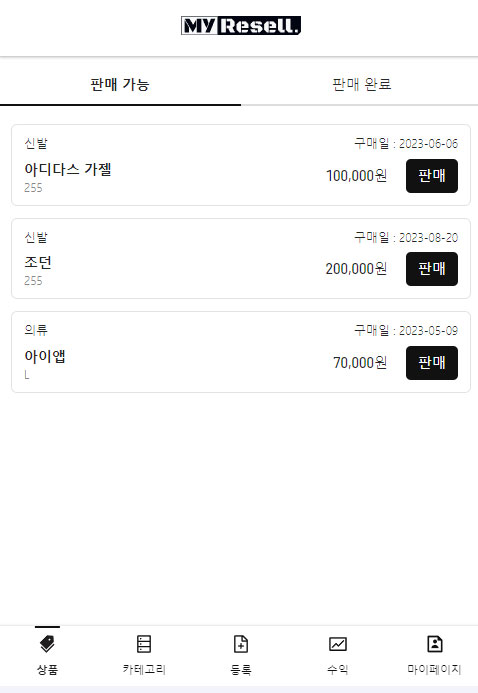 MY Resell.
판매 가능 판매 완료
신발 구매일 : 2023-06-06
아디다스 가젤 100,000원 판매
255
신발 구매일 : 2023-08-20
조던 200,000원 판매
255
의류 구매일 : 2023-05-09
아이앱 70,000원 판매
L
상품 카테고리 등록 수익 마이페이지